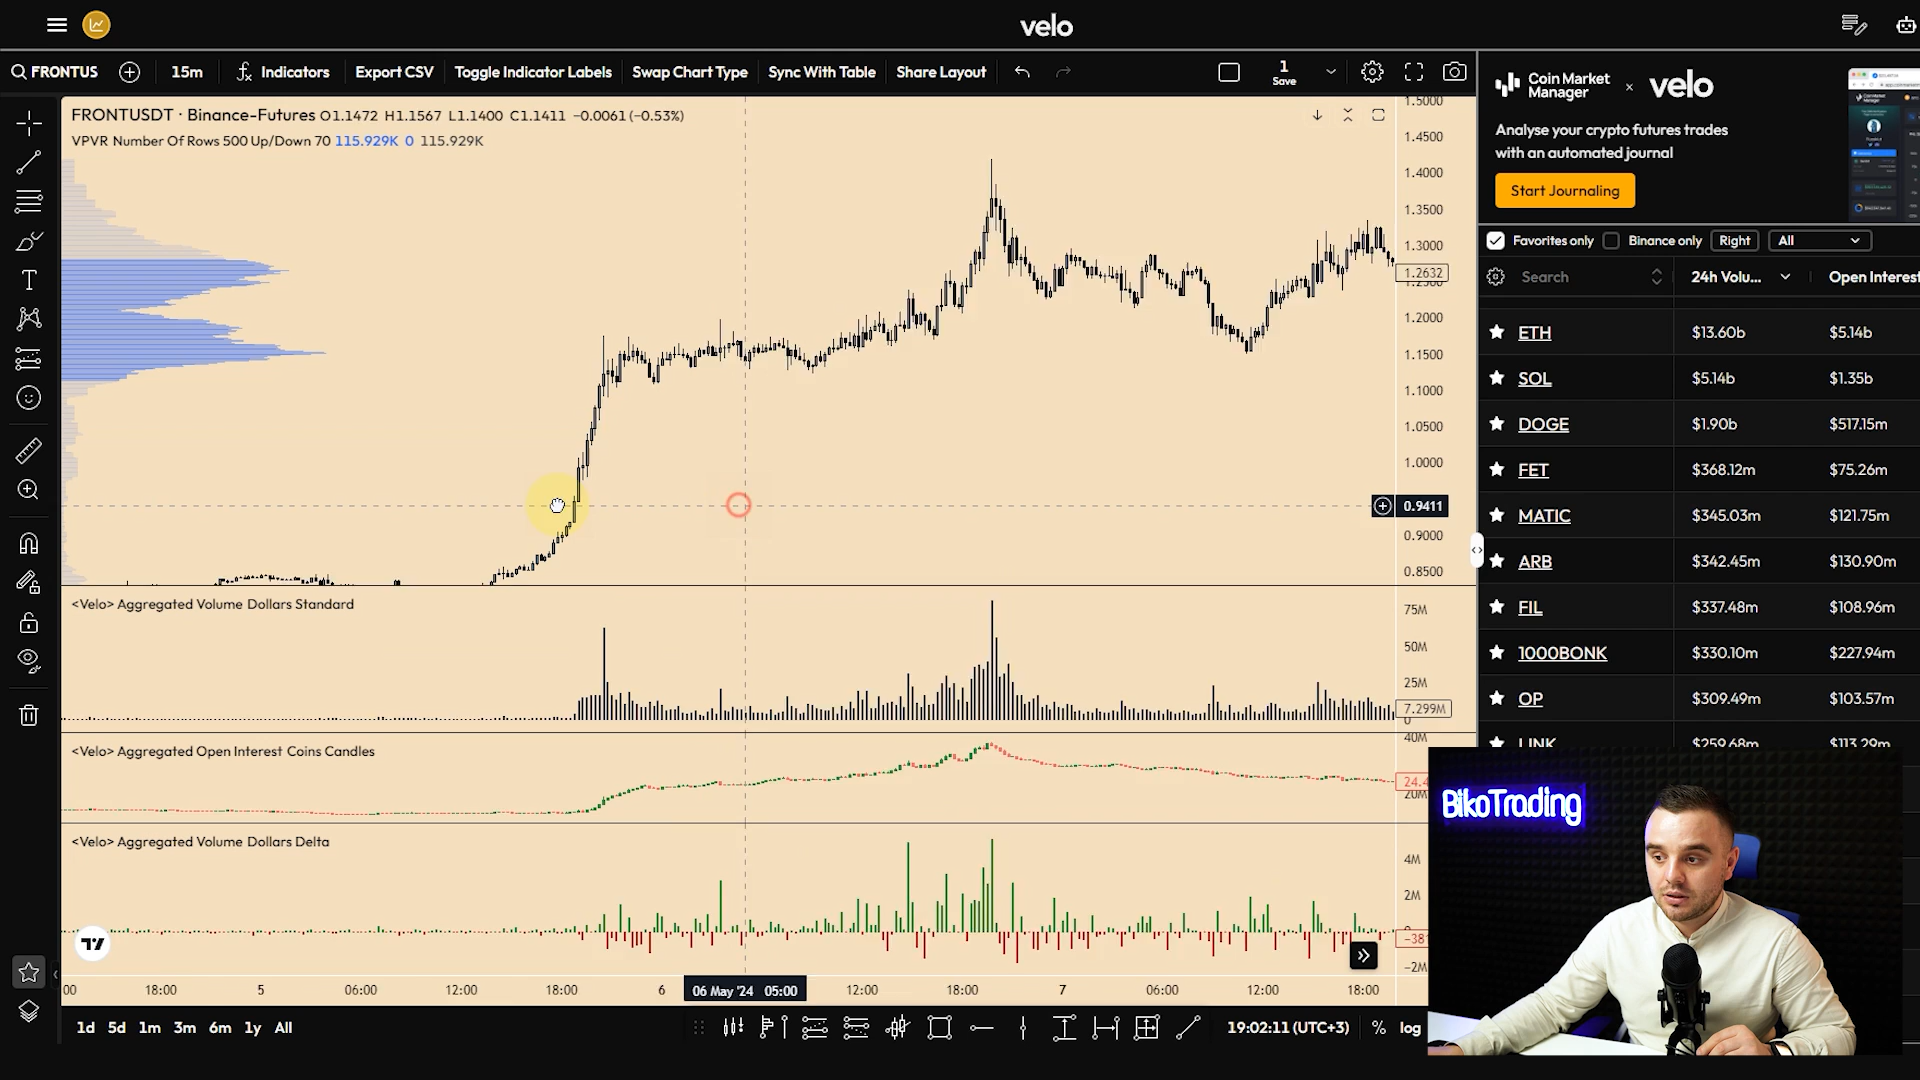 velo
FRONTUS
15m
Indicators
Export CSV
Toggle Indicator Labels
Swap Chart Type
Sync With Table
Share Layout
1
Save
FRONTUSDT · Binance-Futures O1.1472 H1.1567 L1.1400 C1.1411 −0.0061 (−0.53%)
VPVR Number Of Rows 500 Up/Down 70 115.929K 0 115.929K
1.5000
1.4500
1.4000
1.3500
1.3000
1.2632
1.2500
1.2000
1.1500
1.1000
1.0500
1.0000
0.9411
0.9000
0.8500
<Velo> Aggregated Volume Dollars Standard
75M
50M
25M
7.299M
0
<Velo> Aggregated Open Interest Coins Candles
40M
24.4
20M
<Velo> Aggregated Volume Dollars Delta
4M
2M
−38
−2M
00 18:00 5 06:00 12:00 18:00 6 06 May '24 05:00 12:00 18:00 7 06:00 12:00 18:00
1d 5d 1m 3m 6m 1y All
19:02:11 (UTC+3) % log
Coin Market
Manager × velo
Analyse your crypto futures trades
with an automated journal
Start Journaling
Favorites only Binance only Right All
Search 24h Volu... Open Interest
ETH $13.60b $5.14b
SOL $5.14b $1.35b
DOGE $1.90b $517.15m
FET $368.12m $75.26m
MATIC $345.03m $121.75m
ARB $342.45m $130.90m
FIL $337.48m $108.96m
1000BONK $330.10m $227.94m
OP $309.49m $103.57m
LINK $259.68m $113.29m
BikoTrading